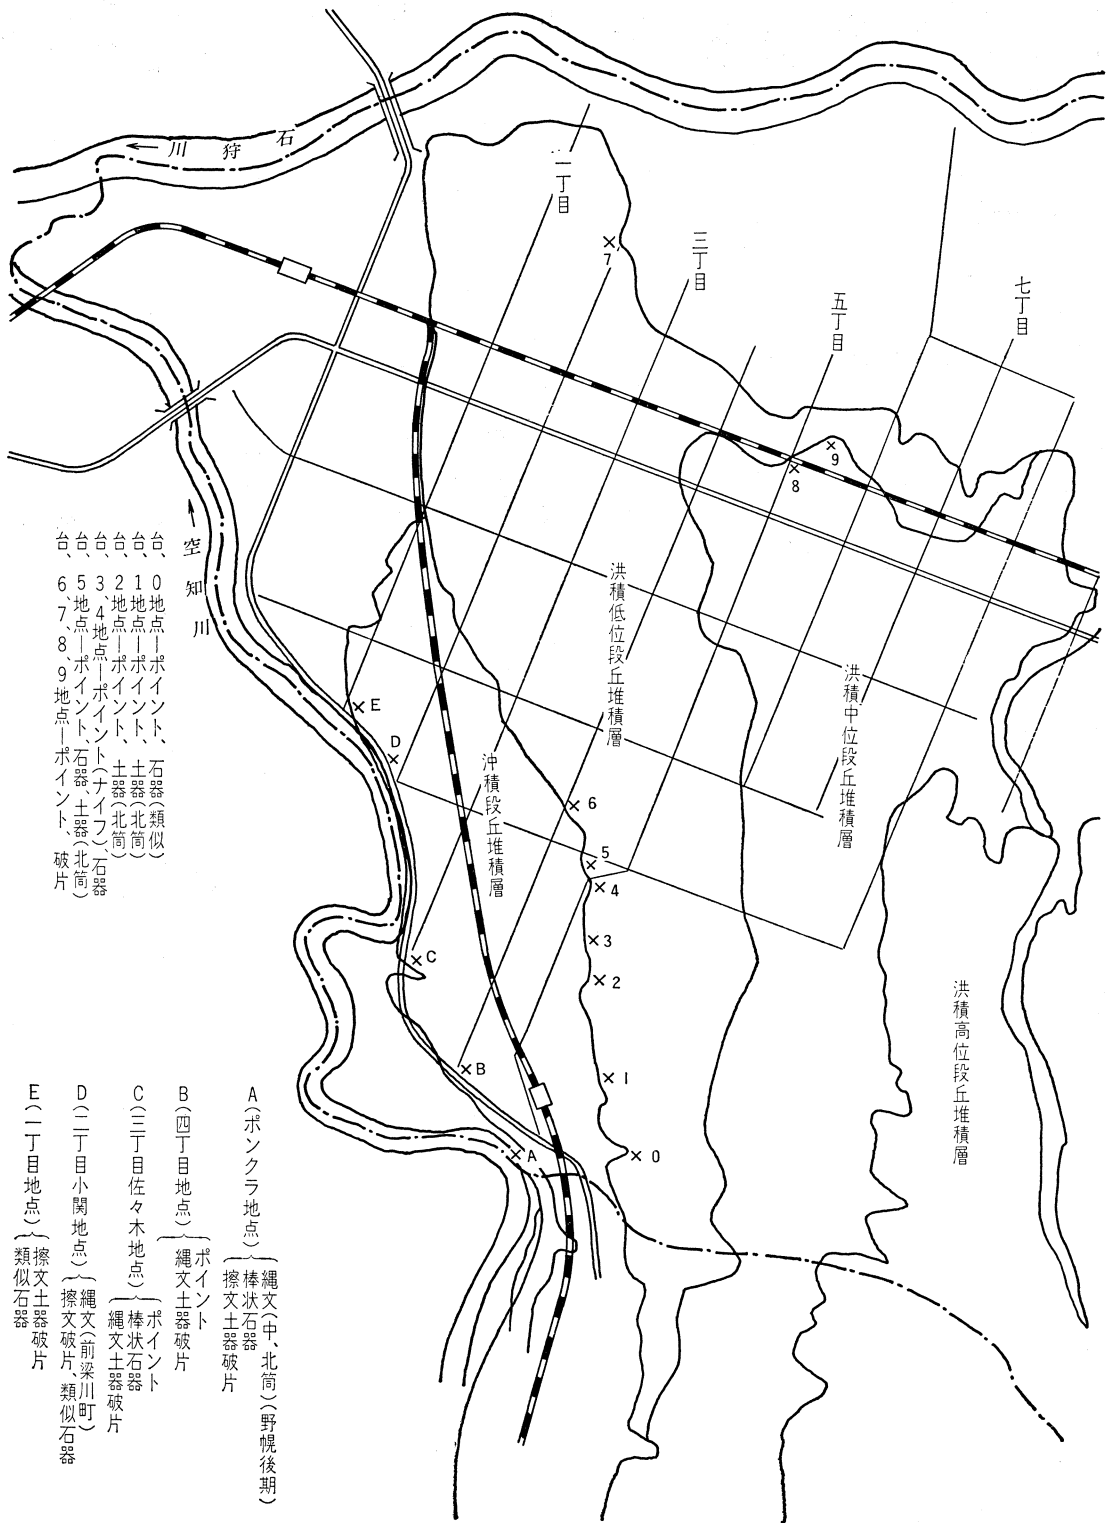 石狩川
←
一丁目
三丁目
五丁目
七丁目
7
9
8
空知川
←
洪積低位段丘堆積層
洪積中位段丘堆積層
沖積段丘堆積層
洪積高位段丘堆積層
E
D
6
5
4
3
C
2
B
1
A
0
台、0地点―ポイント、石器(類似)
台、1地点―ポイント、土器(北筒)
台、2地点―ポイント、土器(北筒)
台、3、4地点―ポイント(ナイフ)、石器
台、5地点―ポイント、石器、土器(北筒)
台、6、7、8、9地点―ポイント、破片
A(ポンクラ地点){縄文(中、北筒)(野幌後期)
棒状石器
擦文土器破片
B(四丁目地点){ポイント
縄文土器破片
C(三丁目佐々木地点){ポイント
棒状石器
縄文土器破片
D(二丁目小関地点){縄文(前梁川町)
擦文破片、類似石器
E(一丁目地点){擦文土器破片
類似石器